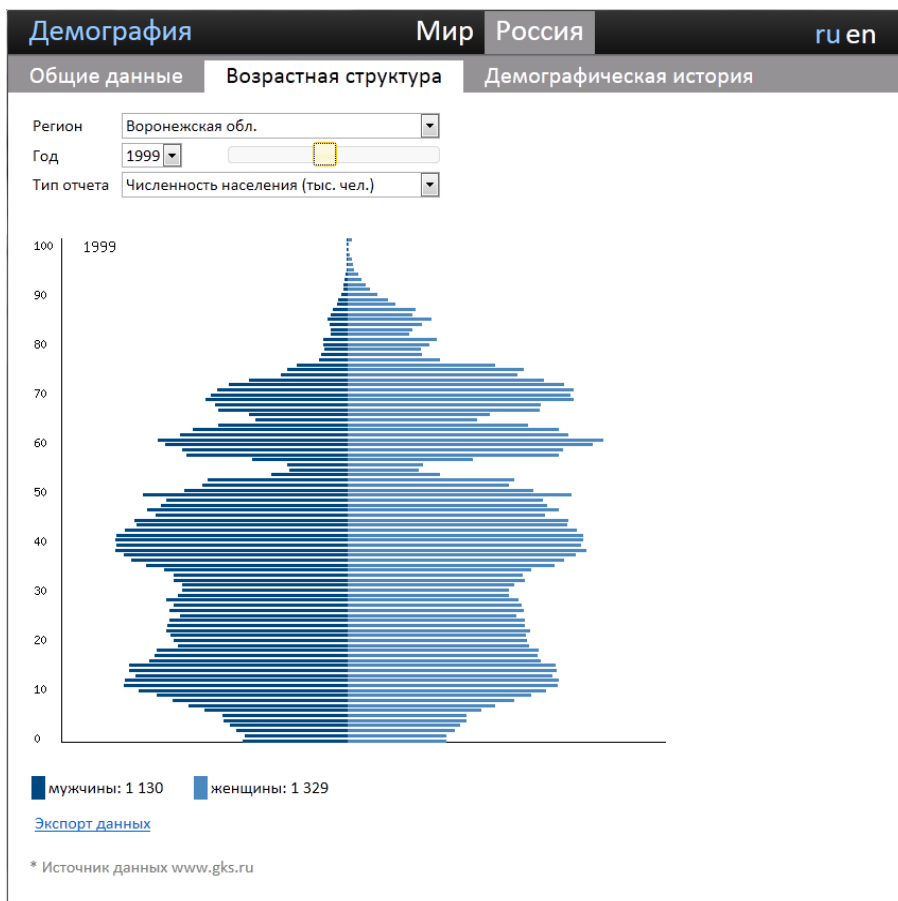 Демография Мир Россия ru en
Общие данные Возрастная структура Демографическая история
Регион Воронежская обл.
Год 1999
Тип отчета Численность населения (тыс. чел.)
1999
100
90
80
70
60
50
40
30
20
10
0
мужчины: 1 130 женщины: 1 329
Экспорт данных
* Источник данных www.gks.ru